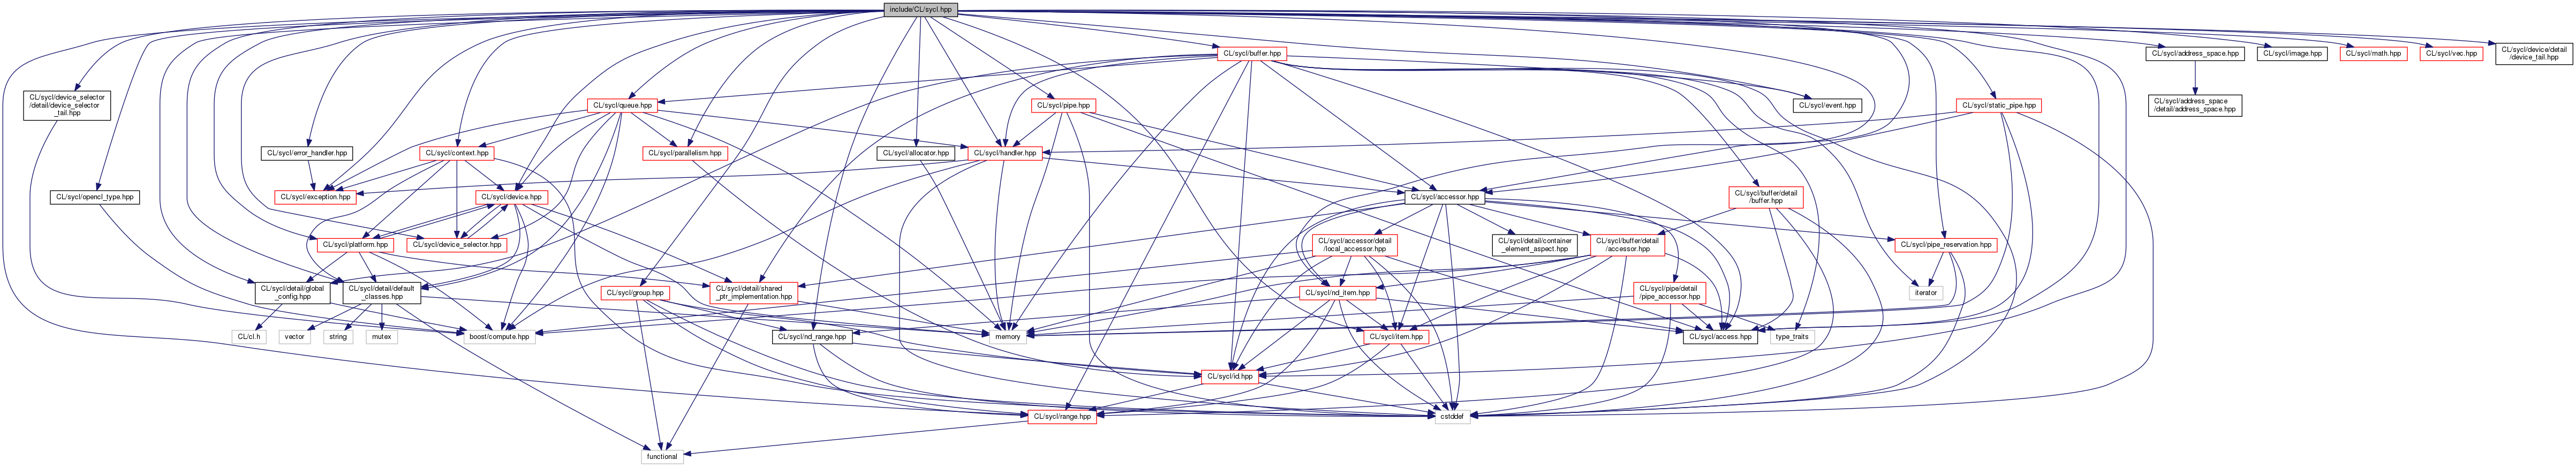 include/CL/sycl.hpp
CL/sycl/buffer.hpp
CL/sycl/address_space.hpp
CL/sycl/image.hpp
CL/sycl/math.hpp
CL/sycl/vec.hpp
CL/sycl/device/detail
/device_tail.hpp
CL/sycl/device_selector
/detail/device_selector
_tail.hpp
CL/sycl/queue.hpp
CL/sycl/pipe.hpp
CL/sycl/event.hpp
CL/sycl/static_pipe.hpp
CL/sycl/address_space
/detail/address_space.hpp
CL/sycl/error_handler.hpp
CL/sycl/context.hpp
CL/sycl/parallelism.hpp
CL/sycl/allocator.hpp
CL/sycl/handler.hpp
CL/sycl/opencl_type.hpp
CL/sycl/exception.hpp
CL/sycl/device.hpp
CL/sycl/accessor.hpp
CL/sycl/buffer/detail
/buffer.hpp
CL/sycl/platform.hpp
CL/sycl/device_selector.hpp
CL/sycl/accessor/detail
/local_accessor.hpp
CL/sycl/detail/container
_element_aspect.hpp
CL/sycl/buffer/detail
/accessor.hpp
CL/sycl/pipe_reservation.hpp
CL/sycl/detail/global
_config.hpp
CL/sycl/detail/default
_classes.hpp
CL/sycl/group.hpp
CL/sycl/detail/shared
_ptr_implementation.hpp
CL/sycl/nd_item.hpp
CL/sycl/pipe/detail
/pipe_accessor.hpp
iterator
CL/cl.h
vector
string
mutex
boost/compute.hpp
CL/sycl/nd_range.hpp
memory
CL/sycl/item.hpp
CL/sycl/access.hpp
type_traits
CL/sycl/id.hpp
CL/sycl/range.hpp
cstddef
functional